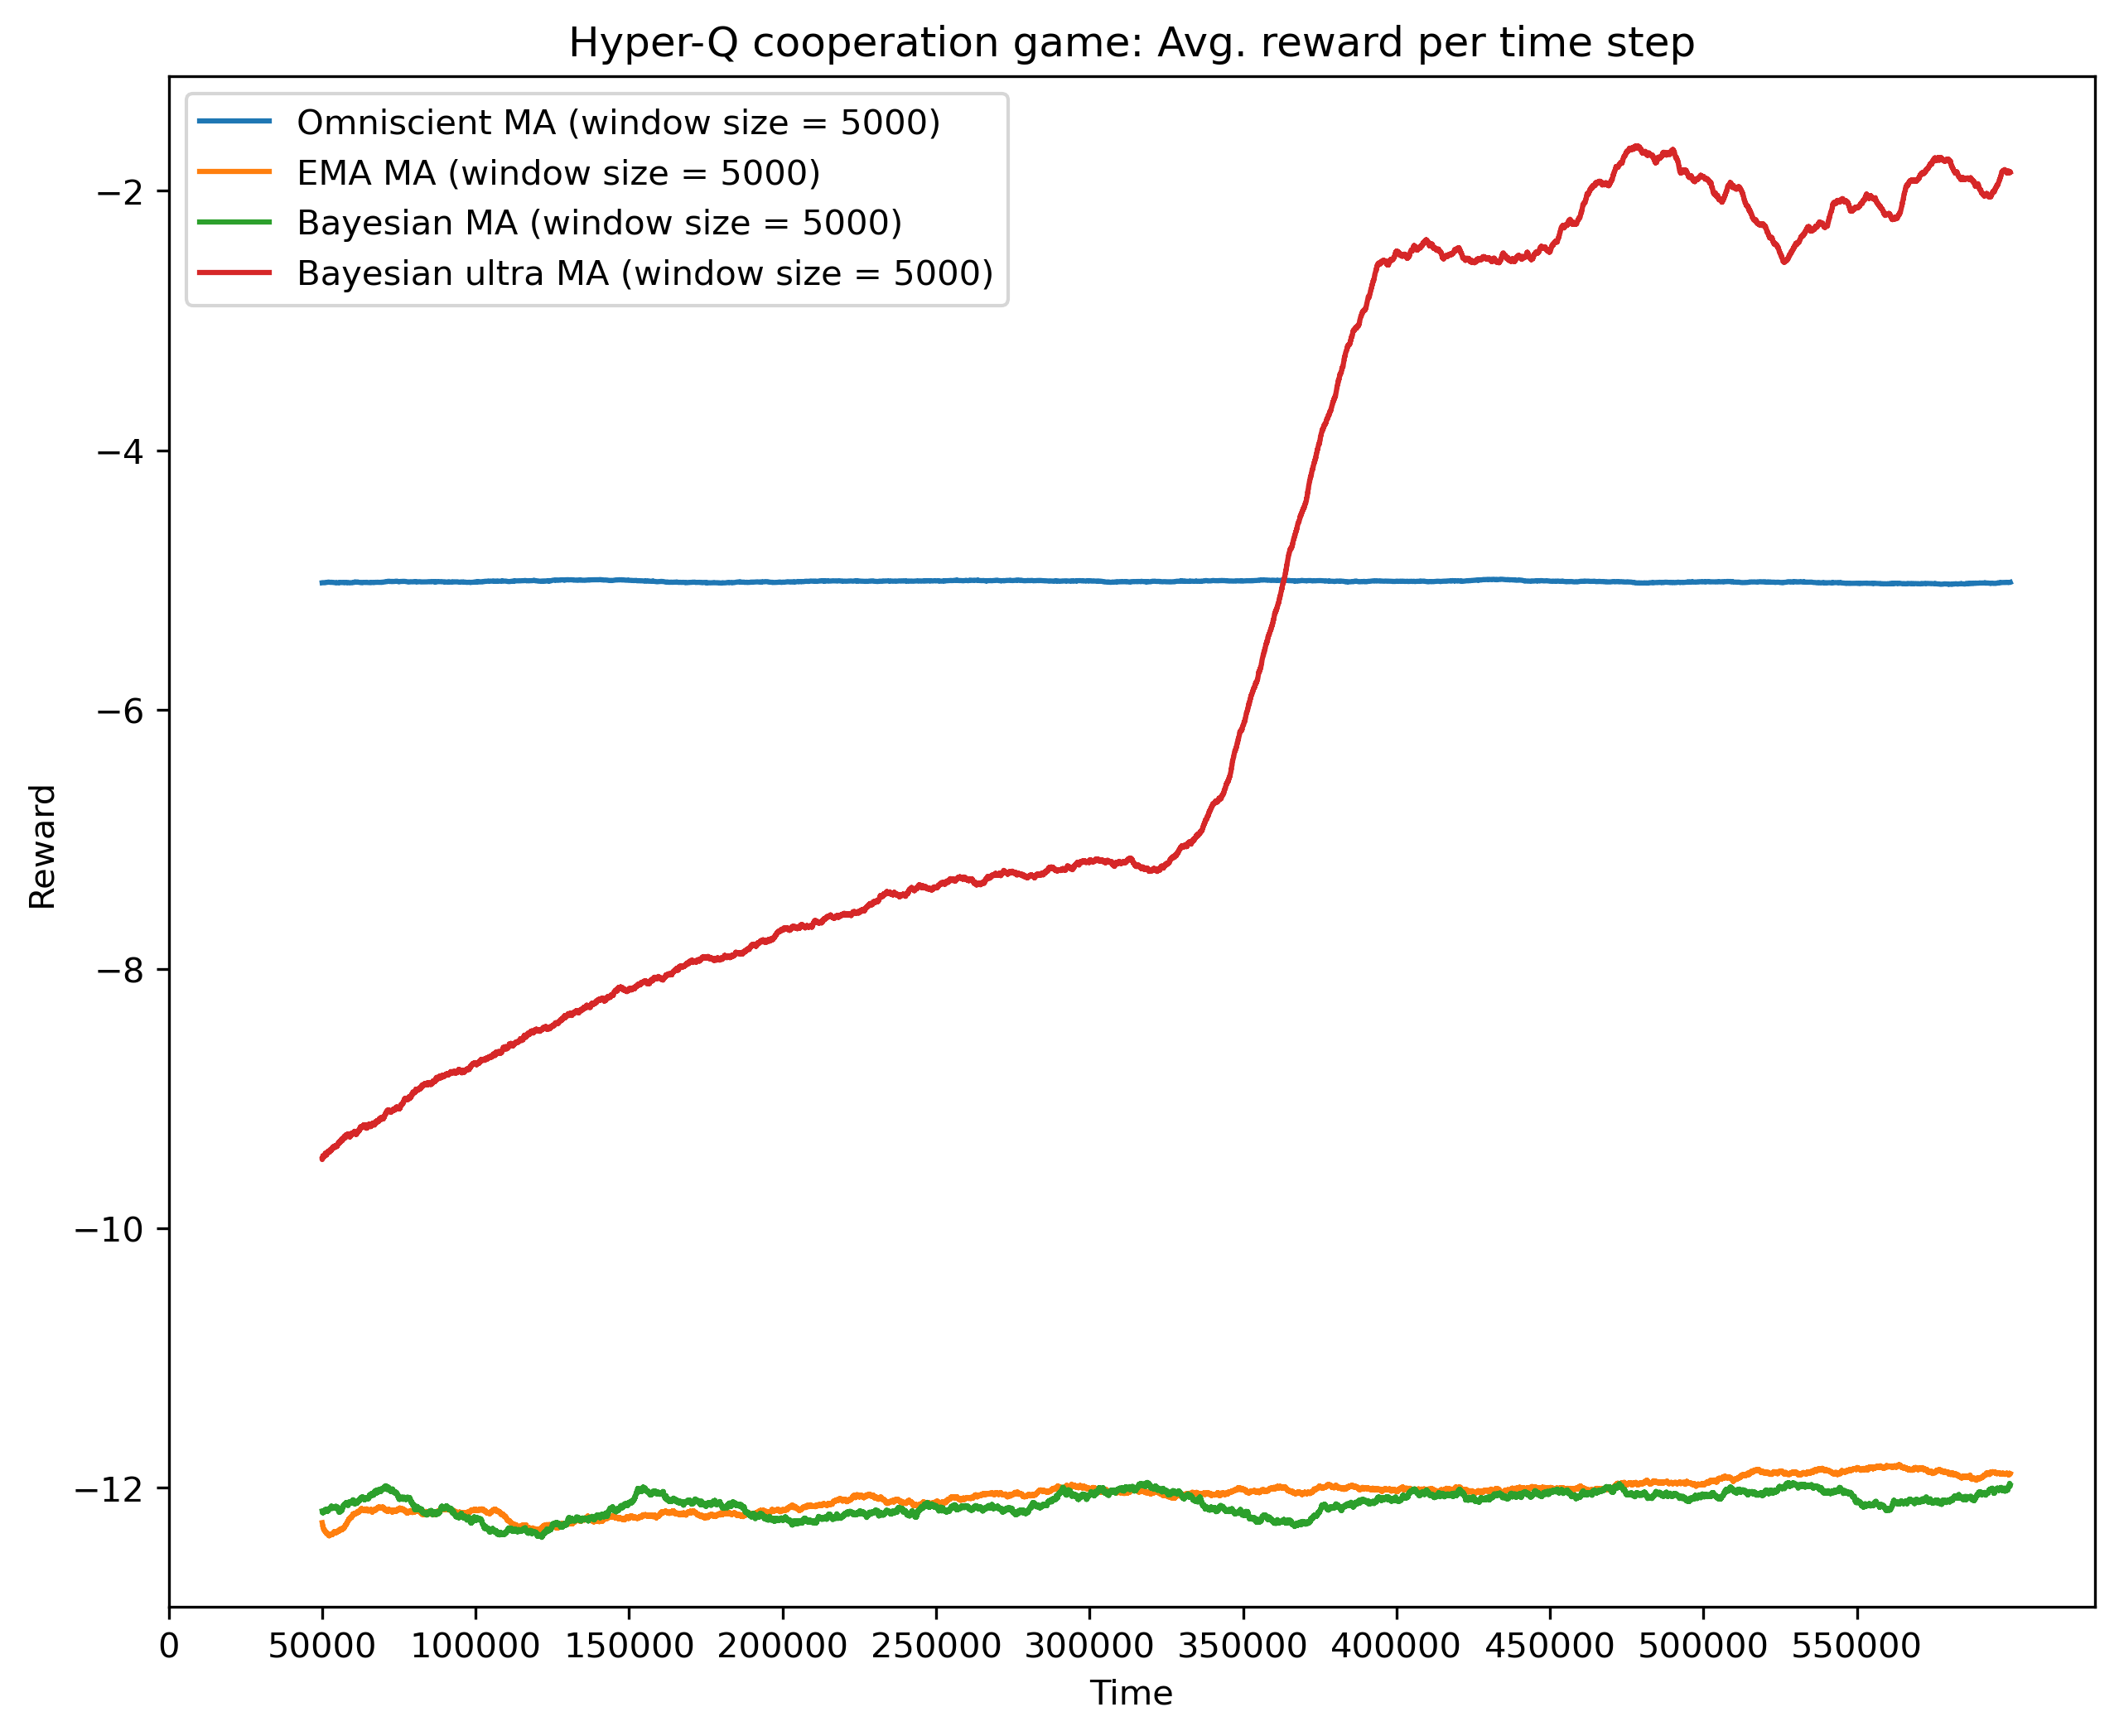 Hyper-Q cooperation game: Avg. reward per time step
Omniscient MA (window size = 5000)
EMA MA (window size = 5000)
Bayesian MA (window size = 5000)
Bayesian ultra MA (window size = 5000)
−2
−4
−6
−8
−10
−12
Reward
0 50000 100000 150000 200000 250000 300000 350000 400000 450000 500000 550000
Time